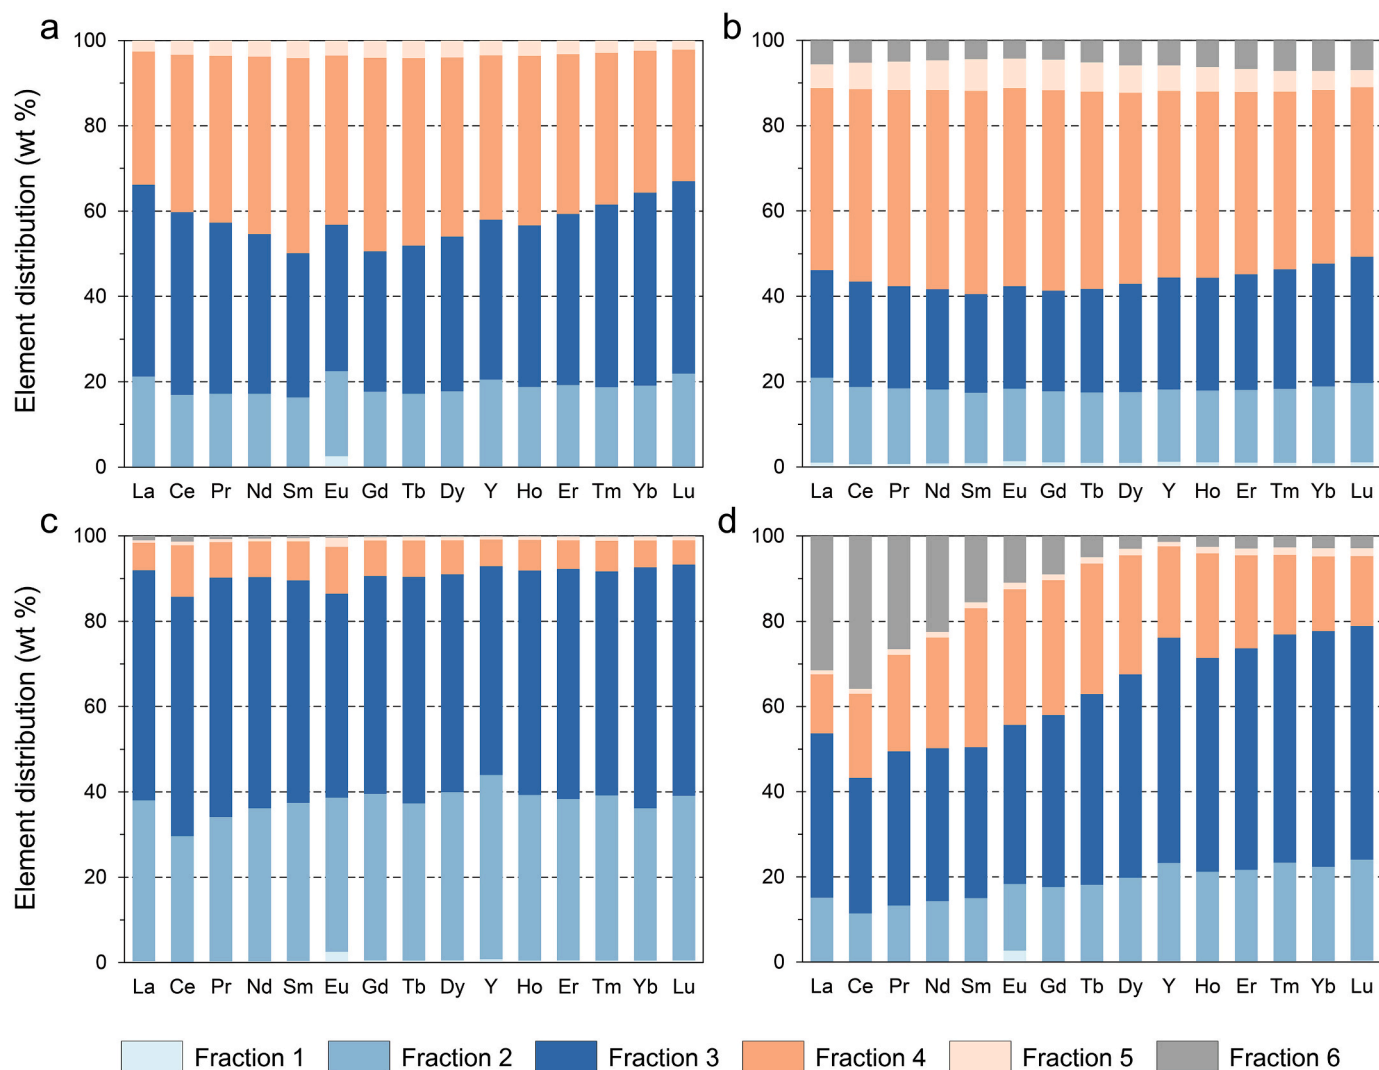 a
b
Element distribution (wt %)
100
80
60
40
20
0
La Ce Pr Nd Sm Eu Gd Tb Dy Y Ho Er Tm Yb Lu
100
80
60
40
20
0
La Ce Pr Nd Sm Eu Gd Tb Dy Y Ho Er Tm Yb Lu
c
d
Element distribution (wt %)
100
80
60
40
20
0
La Ce Pr Nd Sm Eu Gd Tb Dy Y Ho Er Tm Yb Lu
100
80
60
40
20
0
La Ce Pr Nd Sm Eu Gd Tb Dy Y Ho Er Tm Yb Lu
Fraction 1 Fraction 2 Fraction 3 Fraction 4 Fraction 5 Fraction 6